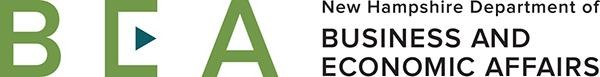 BEA
New Hampshire Department of
BUSINESS AND
ECONOMIC AFFAIRS